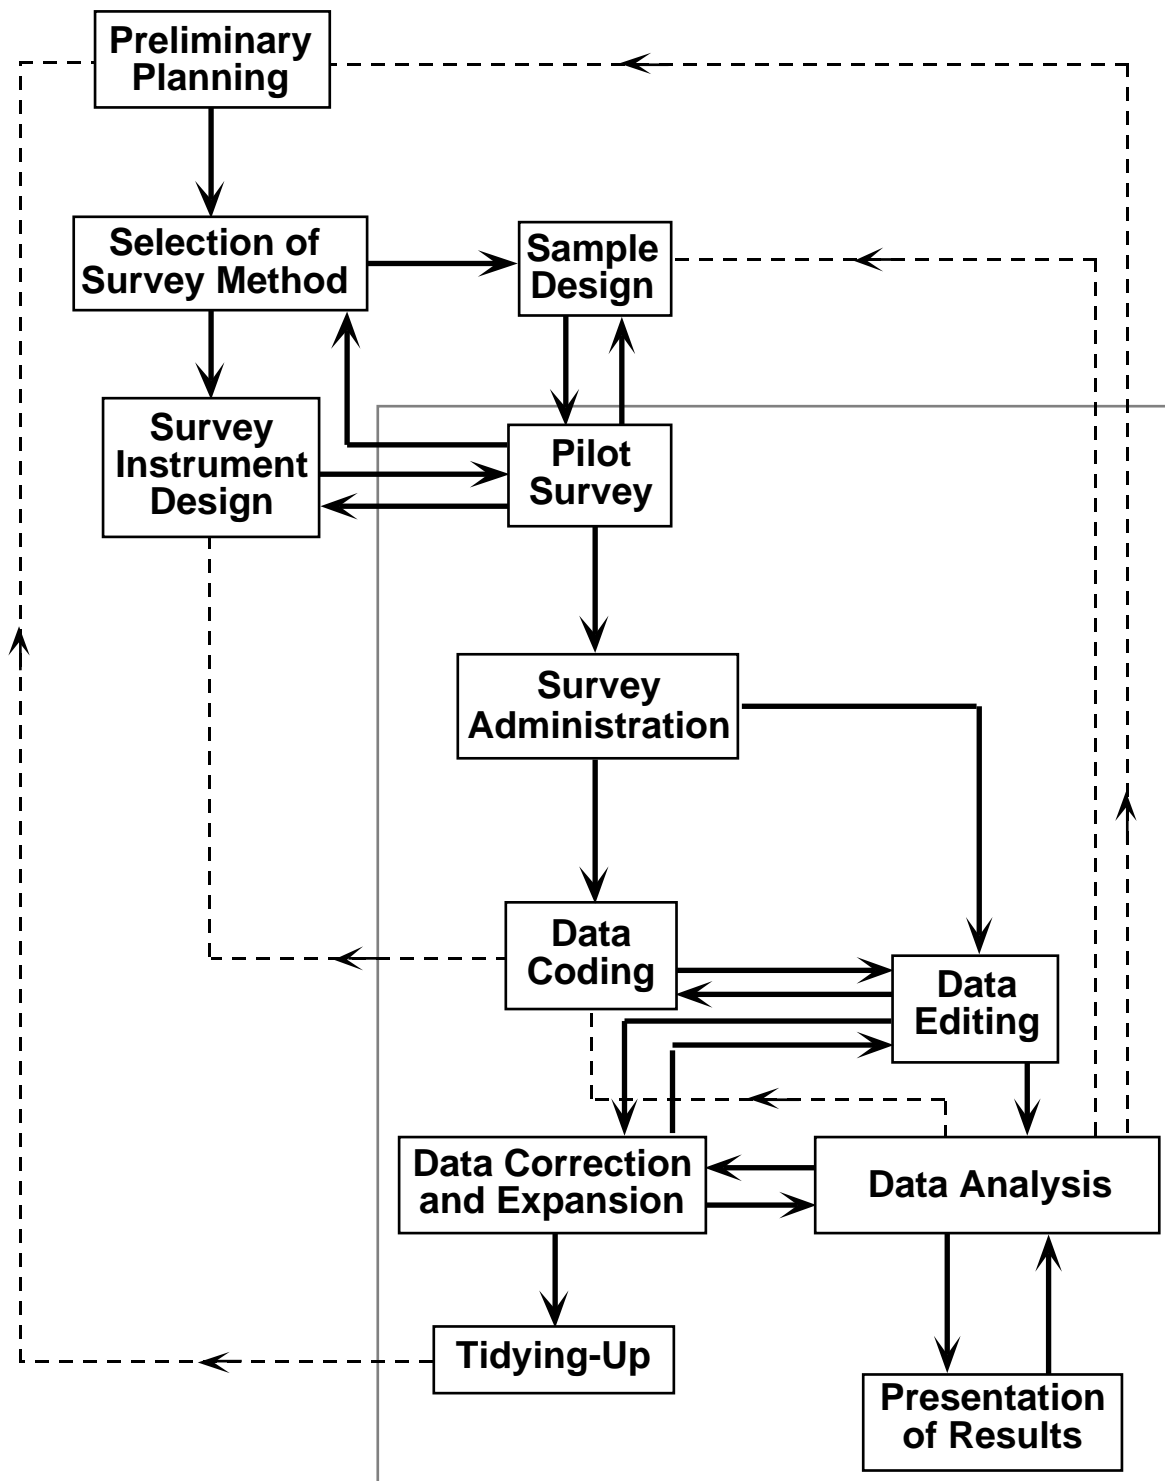 Preliminary
Planning
Selection of
Survey Method
Sample
Design
Survey
Instrument
Design
Pilot
Survey
Survey
Administration
Data
Coding
Data
Editing
Data Correction
and Expansion
Data Analysis
Tidying-Up
Presentation
of Results